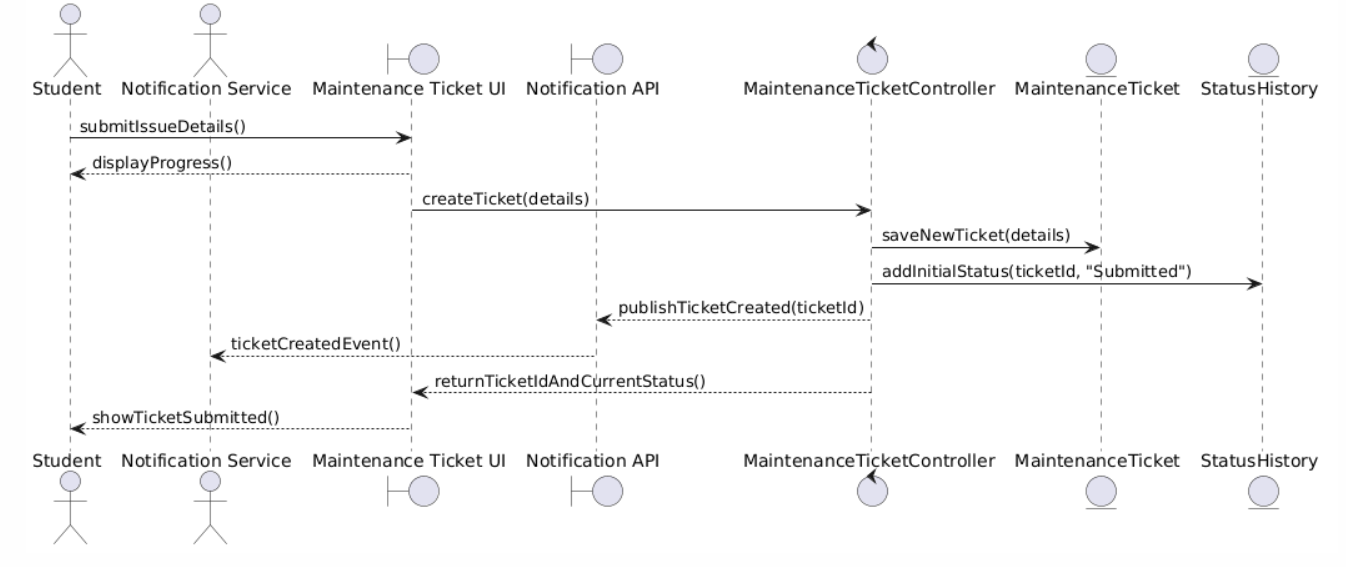 Student Notification Service Maintenance Ticket UI Notification API MaintenanceTicketController MaintenanceTicket StatusHistory
submitIssueDetails()
displayProgress()
createTicket(details)
saveNewTicket(details)
addInitialStatus(ticketId, "Submitted")
publishTicketCreated(ticketId)
ticketCreatedEvent()
returnTicketIdAndCurrentStatus()
showTicketSubmitted()
Student Notification Service Maintenance Ticket UI Notification API MaintenanceTicketController MaintenanceTicket StatusHistory